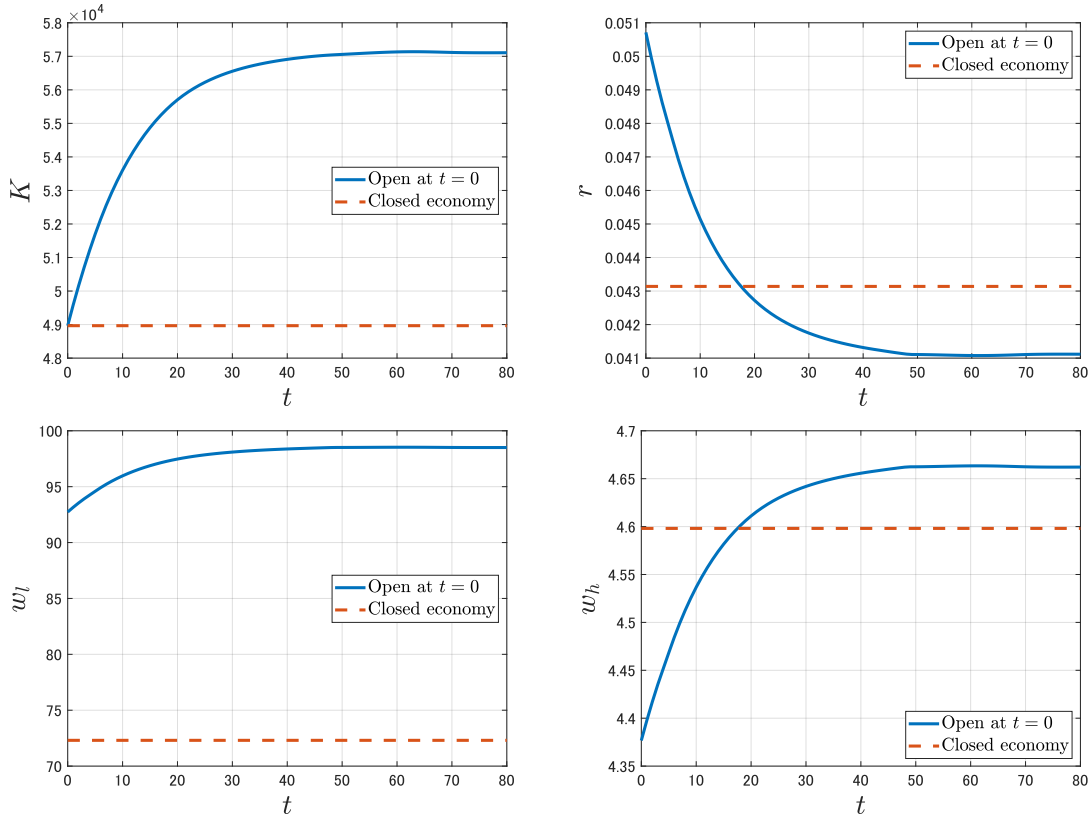 ×10⁴
5.8
5.7
5.6
5.5
5.4
5.3
5.2
5.1
5
4.9
4.8
K
Open at t = 0
Closed economy
0 10 20 30 40 50 60 70 80
t
0.051
0.05
0.049
0.048
0.047
0.046
0.045
0.044
0.043
0.042
0.041
r
Open at t = 0
Closed economy
0 10 20 30 40 50 60 70 80
t
100
95
90
85
80
75
70
w_l
Open at t = 0
Closed economy
0 10 20 30 40 50 60 70 80
t
4.7
4.65
4.6
4.55
4.5
4.45
4.4
4.35
w_h
Open at t = 0
Closed economy
0 10 20 30 40 50 60 70 80
t